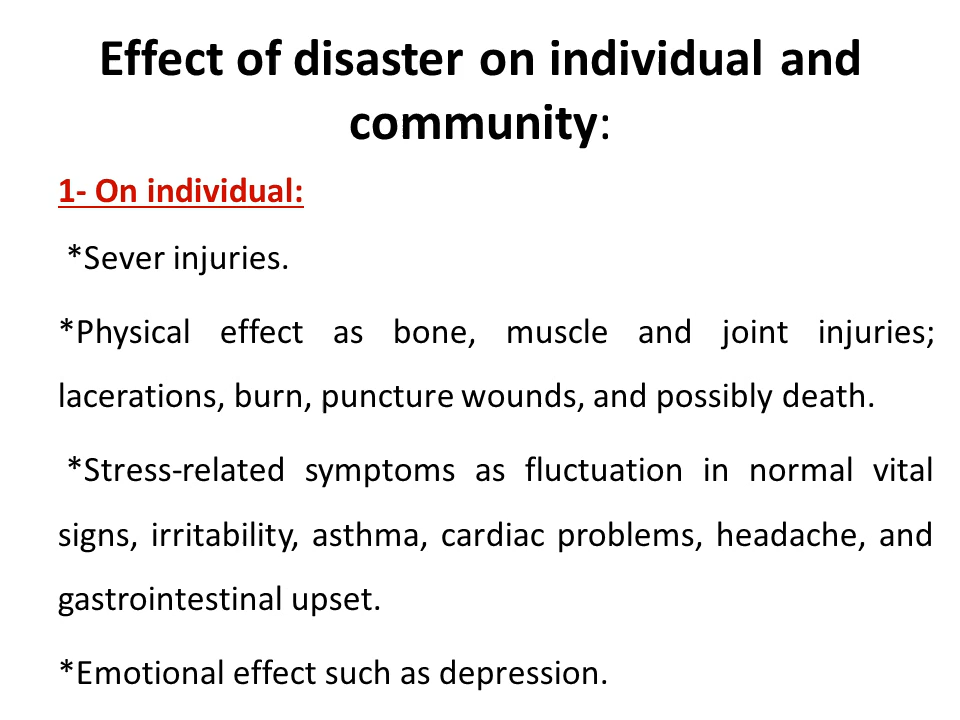 Effect of disaster on individual and
community:
1- On individual:
*Sever injuries.
*Physical effect as bone, muscle and joint injuries;
lacerations, burn, puncture wounds, and possibly death.
*Stress-related symptoms as fluctuation in normal vital
signs, irritability, asthma, cardiac problems, headache, and
gastrointestinal upset.
*Emotional effect such as depression.